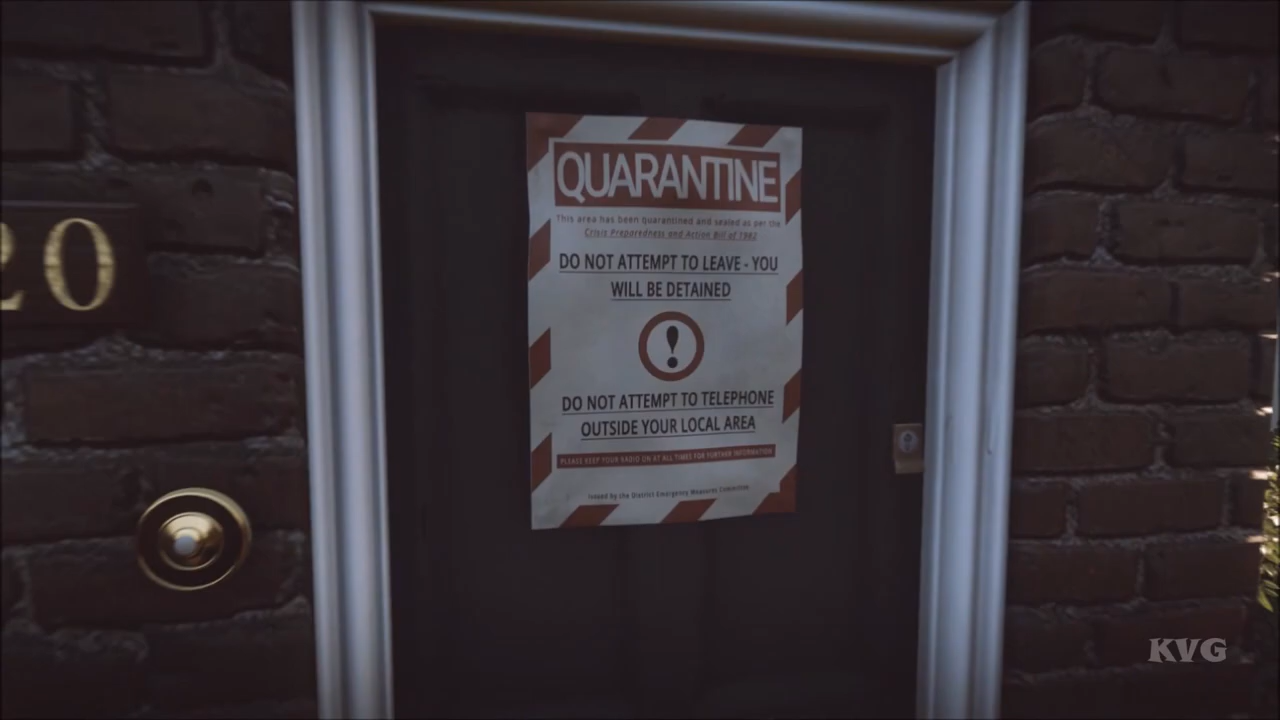 QUARANTINE
This area has been quarantined and sealed as per the
Crisis Preparedness and Action Bill of 1982
20
DO NOT ATTEMPT TO LEAVE - YOU
WILL BE DETAINED
!
DO NOT ATTEMPT TO TELEPHONE
OUTSIDE YOUR LOCAL AREA
PLEASE KEEP YOUR RADIO ON AT ALL TIMES FOR FURTHER INFORMATION
Issued by the District Emergency Measures Committee
KVG